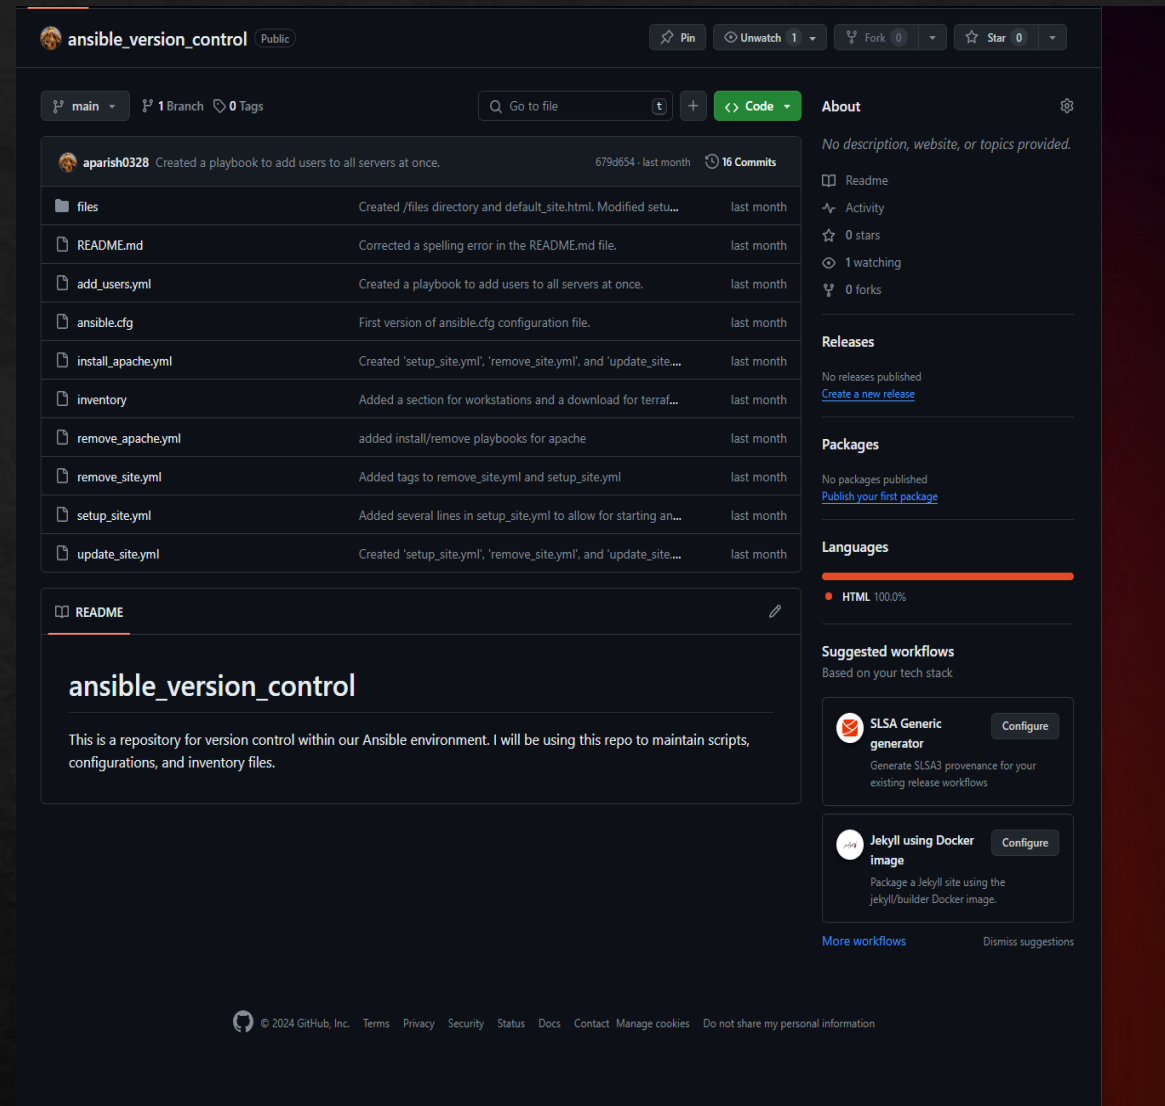 ansible_version_control Public Pin Unwatch 1 Fork 0 Star 0
main 1 Branch 0 Tags Go to file t Code
aparish0328 Created a playbook to add users to all servers at once. 679d654 · last month 16 Commits
files Created /files directory and default_site.html. Modified setu... last month
README.md Corrected a spelling error in the README.md file. last month
add_users.yml Created a playbook to add users to all servers at once. last month
ansible.cfg First version of ansible.cfg configuration file. last month
install_apache.yml Created 'setup_site.yml', 'remove_site.yml', and 'update_site.... last month
inventory Added a section for workstations and a download for terraf... last month
remove_apache.yml added install/remove playbooks for apache last month
remove_site.yml Added tags to remove_site.yml and setup_site.yml last month
setup_site.yml Added several lines in setup_site.yml to allow for starting an... last month
update_site.yml Created 'setup_site.yml', 'remove_site.yml', and 'update_site.... last month
README
ansible_version_control
This is a repository for version control within our Ansible environment. I will be using this repo to maintain scripts,
configurations, and inventory files.
About
No description, website, or topics provided.
Readme
Activity
0 stars
1 watching
0 forks
Releases
No releases published
Create a new release
Packages
No packages published
Publish your first package
Languages
HTML 100.0%
Suggested workflows
Based on your tech stack
SLSA Generic
generator
Configure
Generate SLSA3 provenance for your
existing release workflows
Jekyll using Docker
image
Configure
Package a Jekyll site using the
jekyll/builder Docker image.
More workflows Dismiss suggestions
© 2024 GitHub, Inc. Terms Privacy Security Status Docs Contact Manage cookies Do not share my personal information